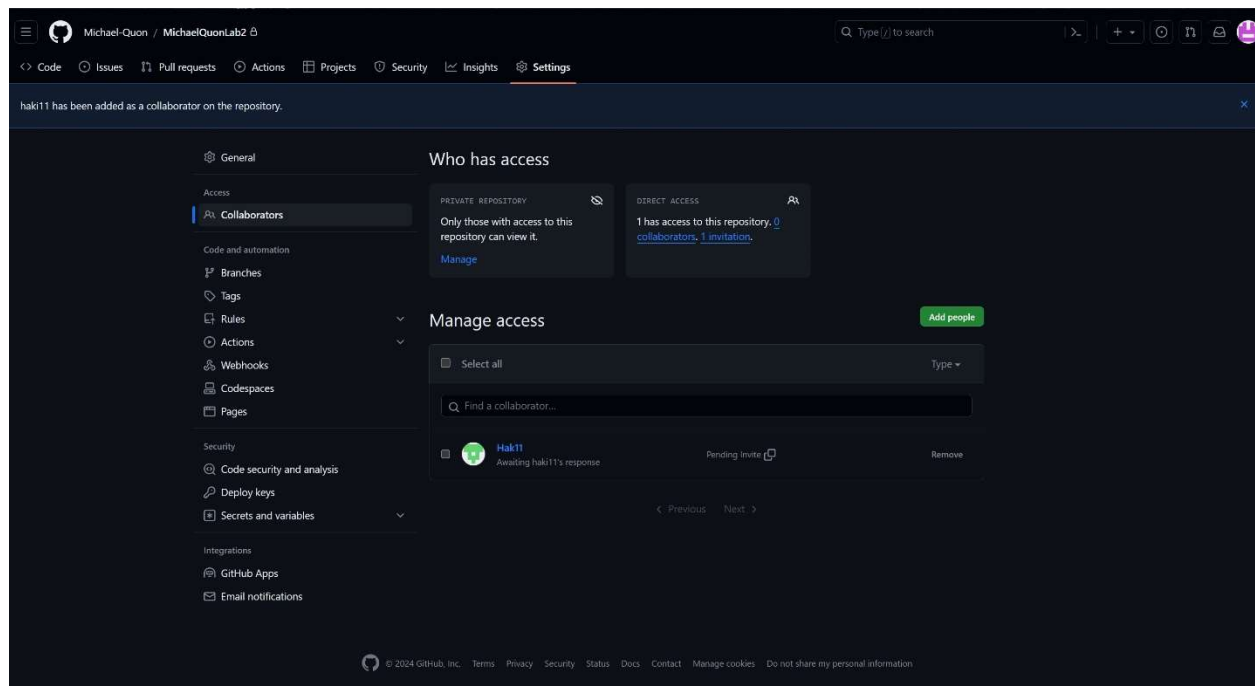 Michael-Quon / MichaelQuonLab2
Type / to search
Code Issues Pull requests Actions Projects Security Insights Settings
haki11 has been added as a collaborator on the repository.
General
Access
Collaborators
Code and automation
Branches
Tags
Rules
Actions
Webhooks
Codespaces
Pages
Security
Code security and analysis
Deploy keys
Secrets and variables
Integrations
GitHub Apps
Email notifications
Who has access
PRIVATE REPOSITORY
Only those with access to this
repository can view it.
Manage
DIRECT ACCESS
1 has access to this repository. 0
collaborators. 1 invitation.
Manage access
Add people
Select all
Type
Find a collaborator...
Hak11
Awaiting haki11's response
Pending Invite
Remove
Previous Next
© 2024 GitHub, Inc. Terms Privacy Security Status Docs Contact Manage cookies Do not share my personal information